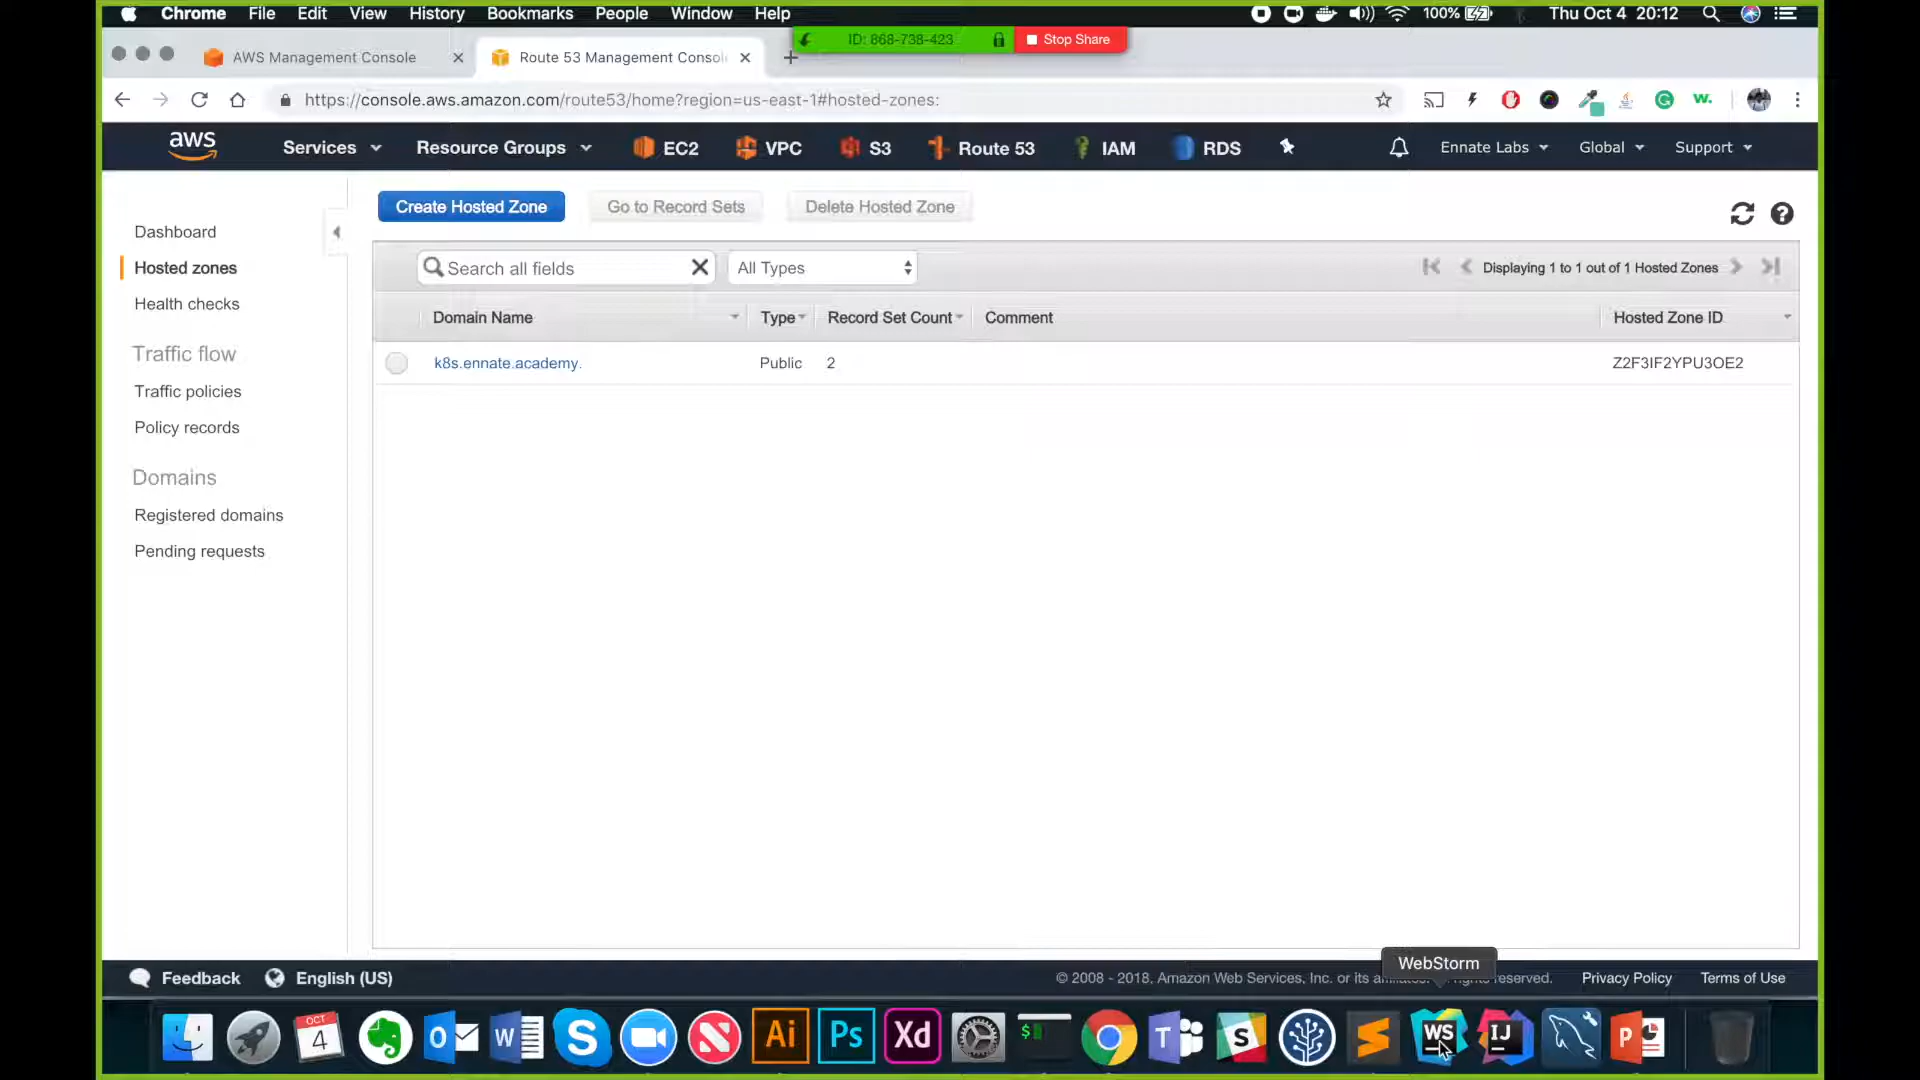 Chrome File Edit View History Bookmarks People Window Help 100% Thu Oct 4 20:12
ID: 868-738-423 Stop Share
AWS Management Console Route 53 Management Consol
https://console.aws.amazon.com/route53/home?region=us-east-1#hosted-zones:
aws Services Resource Groups EC2 VPC S3 Route 53 IAM RDS Ennate Labs Global Support
Create Hosted Zone Go to Record Sets Delete Hosted Zone
Dashboard
Hosted zones
Health checks
Traffic flow
Traffic policies
Policy records
Domains
Registered domains
Pending requests
Search all fields All Types Displaying 1 to 1 out of 1 Hosted Zones
Domain Name Type Record Set Count Comment Hosted Zone ID
k8s.ennate.academy. Public 2 Z2F3IF2YPU3OE2
WebStorm
Feedback English (US) © 2008 - 2018, Amazon Web Services, Inc. or its reserved. Privacy Policy Terms of Use
OCT
4
O W S Ai Ps Xd $ T S S WS IJ P